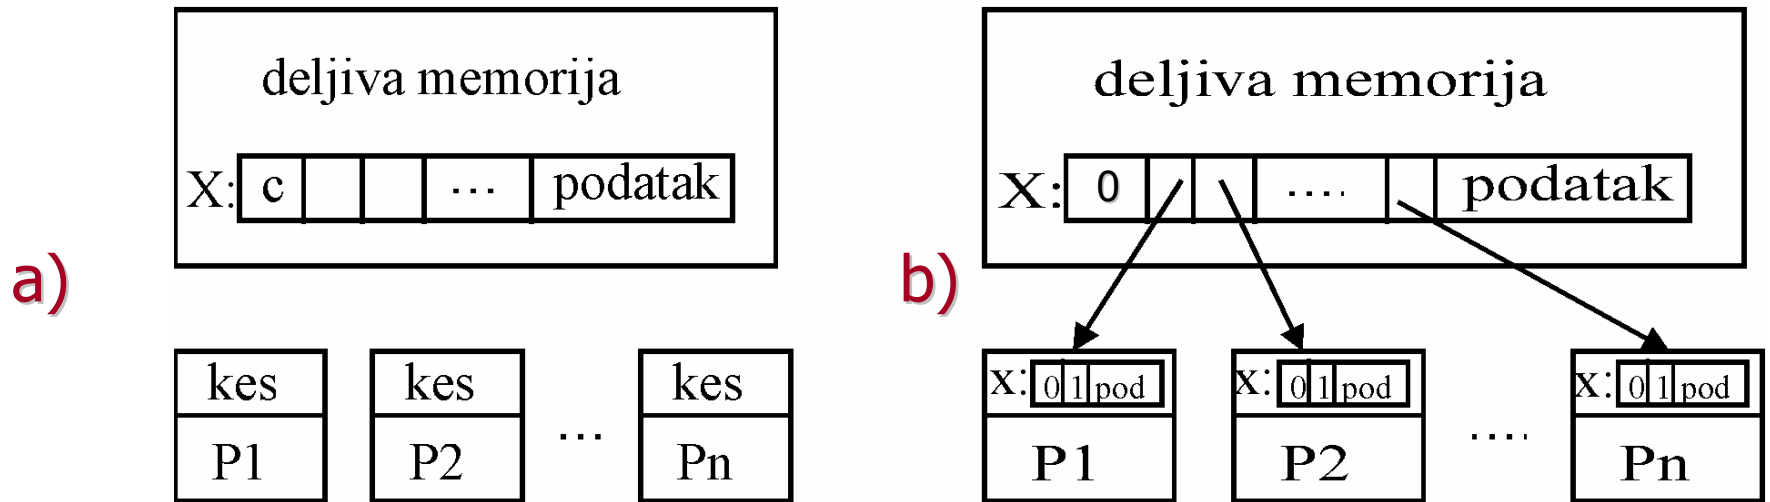 a)
deljiva memorija
X: c ... podatak
kes kes kes
P1 P2 ... Pn
b)
deljiva memorija
X: 0 .... podatak
x: 0 1 pod x: 0 1 pod x: 0 1 pod
P1 P2 .... Pn